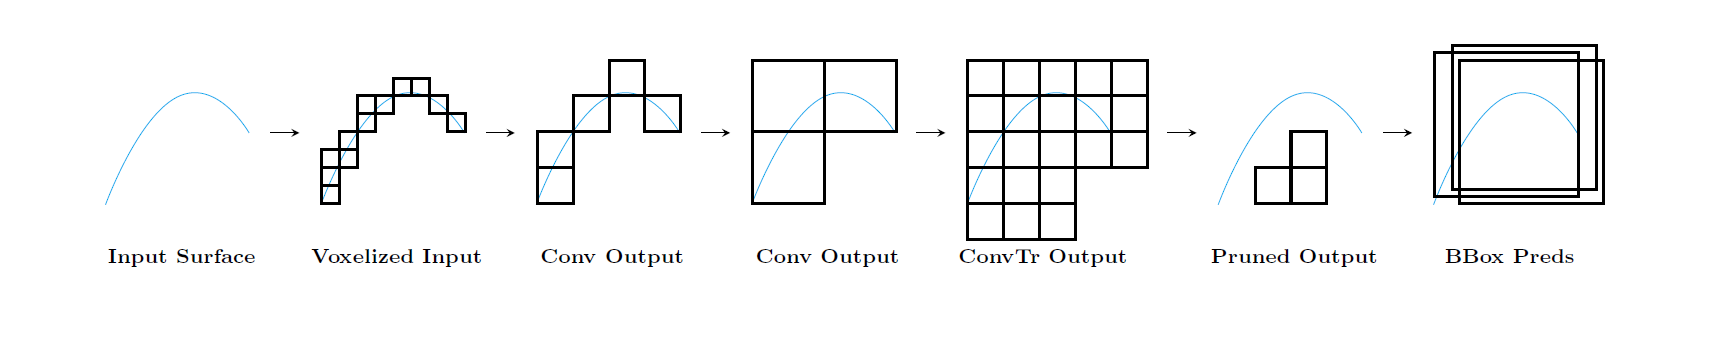 Input Surface
Voxelized Input
Conv Output
Conv Output
ConvTr Output
Pruned Output
BBox Preds